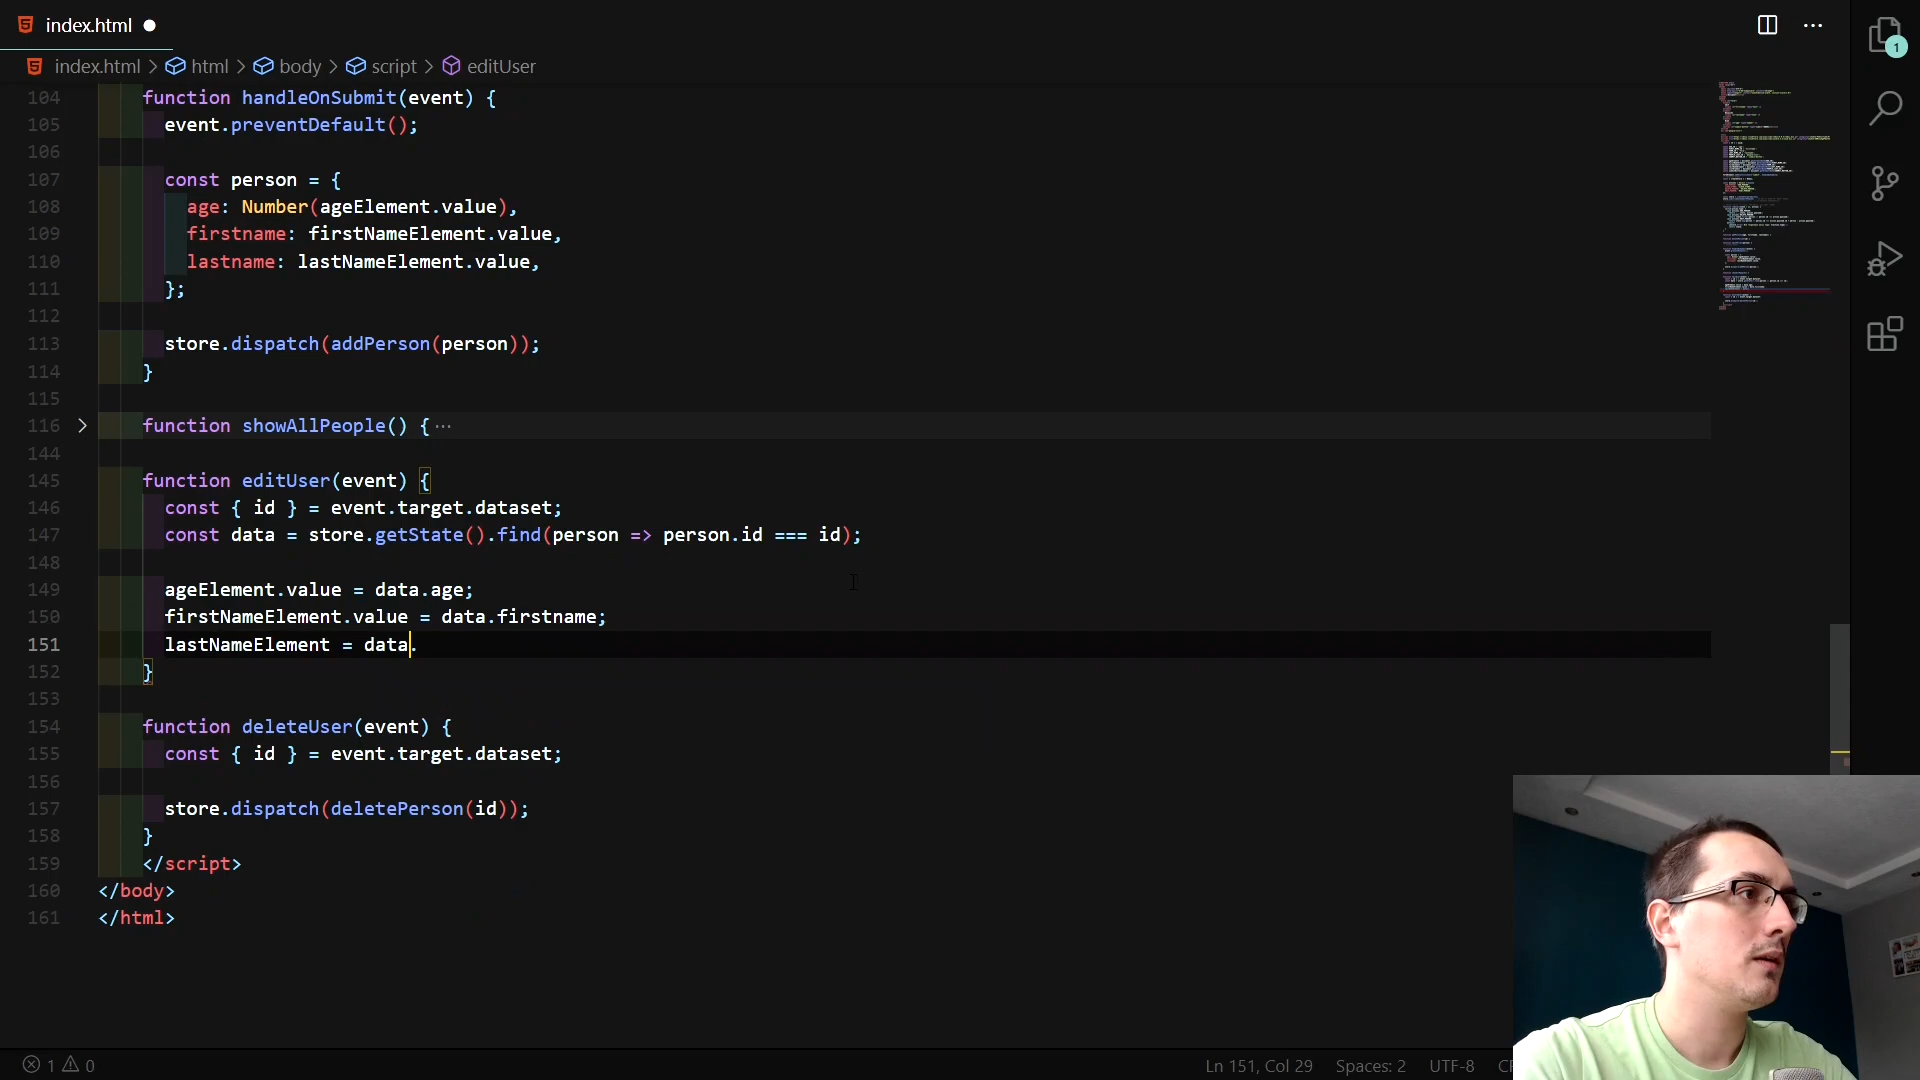 index.html
index.html > html > body > script > editUser
1
104 function handleOnSubmit(event) {
105 event.preventDefault();
106
107 const person = {
108 age: Number(ageElement.value),
109 firstname: firstNameElement.value,
110 lastname: lastNameElement.value,
111 };
112
113 store.dispatch(addPerson(person));
114 }
115
116 function showAllPeople() { ...
144
145 function editUser(event) {
146 const { id } = event.target.dataset;
147 const data = store.getState().find(person => person.id === id);
148
149 ageElement.value = data.age;
150 firstNameElement.value = data.firstname;
151 lastNameElement = data.
152 }
153
154 function deleteUser(event) {
155 const { id } = event.target.dataset;
156
157 store.dispatch(deletePerson(id));
158 }
159 </script>
160 </body>
161 </html>
1 0 Ln 151, Col 29 Spaces: 2 UTF-8